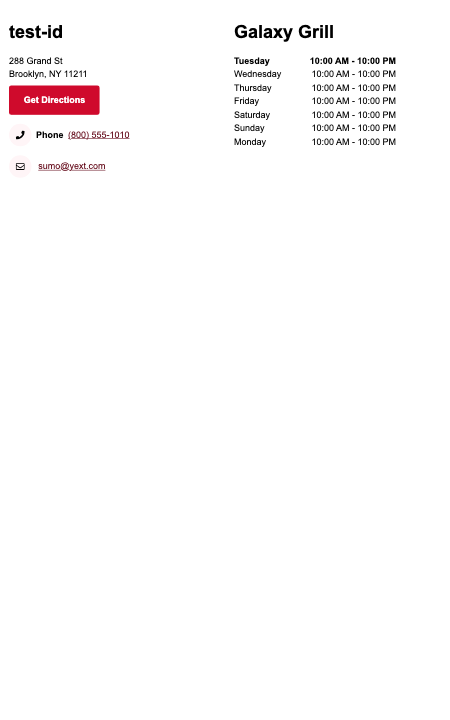 test-id
288 Grand St
Brooklyn, NY 11211
Get Directions
Phone (800) 555-1010
sumo@yext.com
Galaxy Grill
Tuesday 10:00 AM - 10:00 PM
Wednesday 10:00 AM - 10:00 PM
Thursday 10:00 AM - 10:00 PM
Friday 10:00 AM - 10:00 PM
Saturday 10:00 AM - 10:00 PM
Sunday 10:00 AM - 10:00 PM
Monday 10:00 AM - 10:00 PM